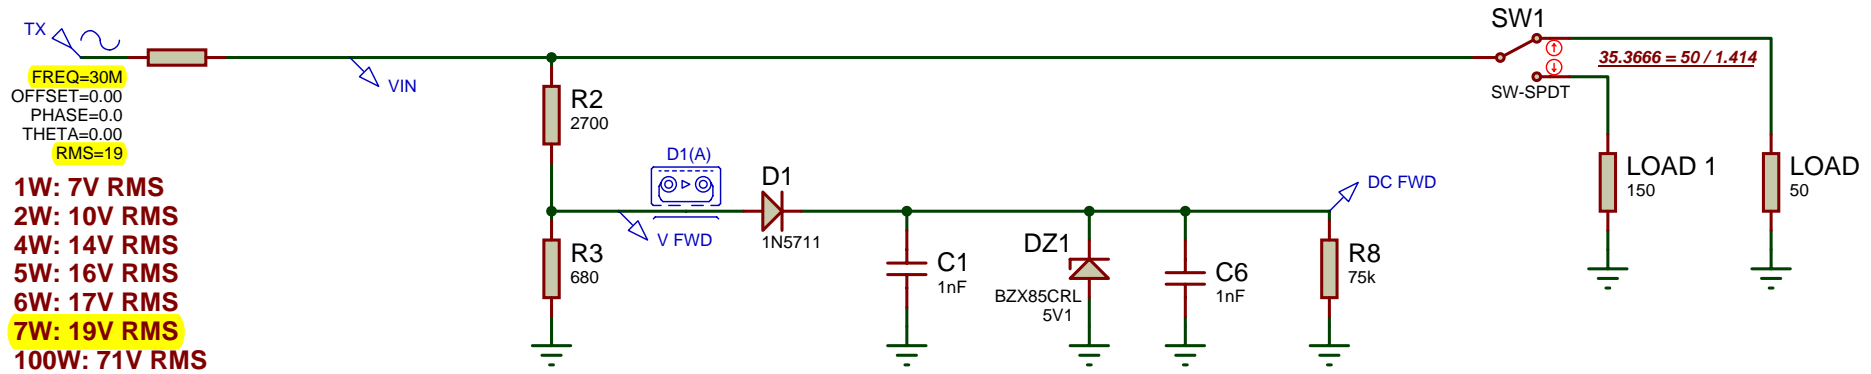 TX
FREQ=30M
OFFSET=0.00
PHASE=0.0
THETA=0.00
RMS=19
1W: 7V RMS
2W: 10V RMS
4W: 14V RMS
5W: 16V RMS
6W: 17V RMS
7W: 19V RMS
100W: 71V RMS
VIN
R2
2700
R3
680
D1(A)
V FWD
D1
1N5711
C1
1nF
DZ1
BZX85CRL
5V1
C6
1nF
DC FWD
R8
75k
SW1
35.3666 = 50 / 1.414
SW-SPDT
LOAD 1
150
LOAD
50